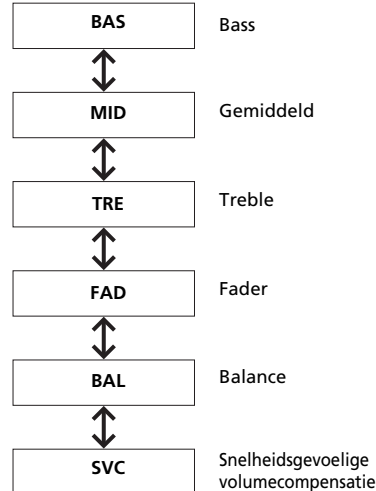 BAS Bass
MID Gemiddeld
TRE Treble
FAD Fader
BAL Balance
SVC Snelheidsgevoelige
volumecompensatie